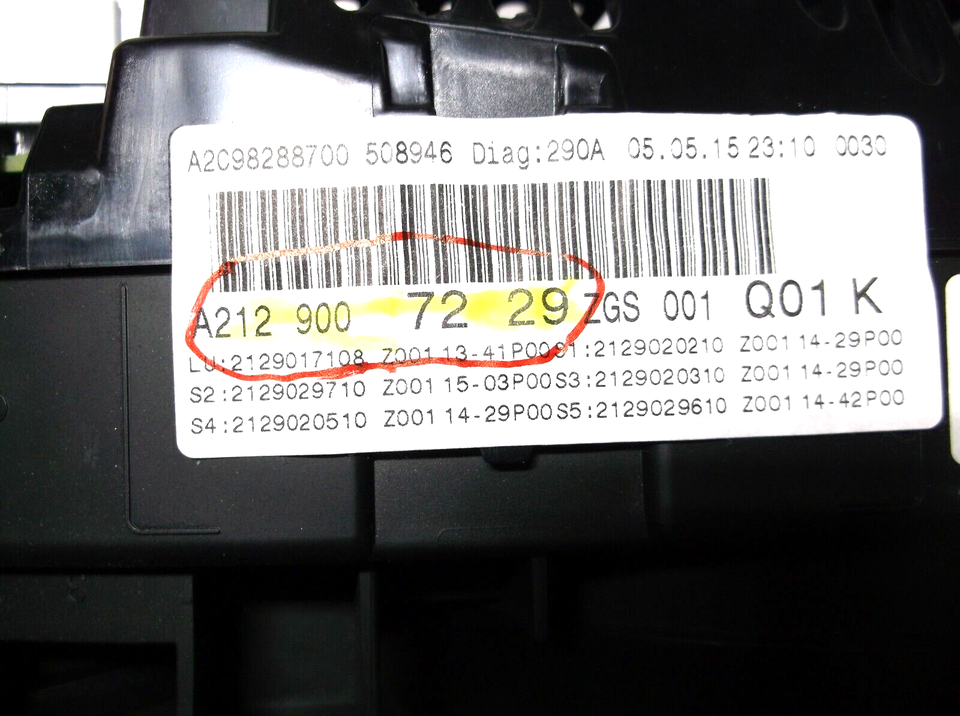 A2C98288700 508946 Diag:290A 05.05.15 23:10 0030
A212 900 72 29 ZGS 001 Q01 K
LU:2129017108 Z001 13-41P00 S1:2129020210 Z001 14-29P00
S2:2129029710 Z001 15-03P00 S3:2129020310 Z001 14-29P00
S4:2129020510 Z001 14-29P00 S5:2129029610 Z001 14-42P00